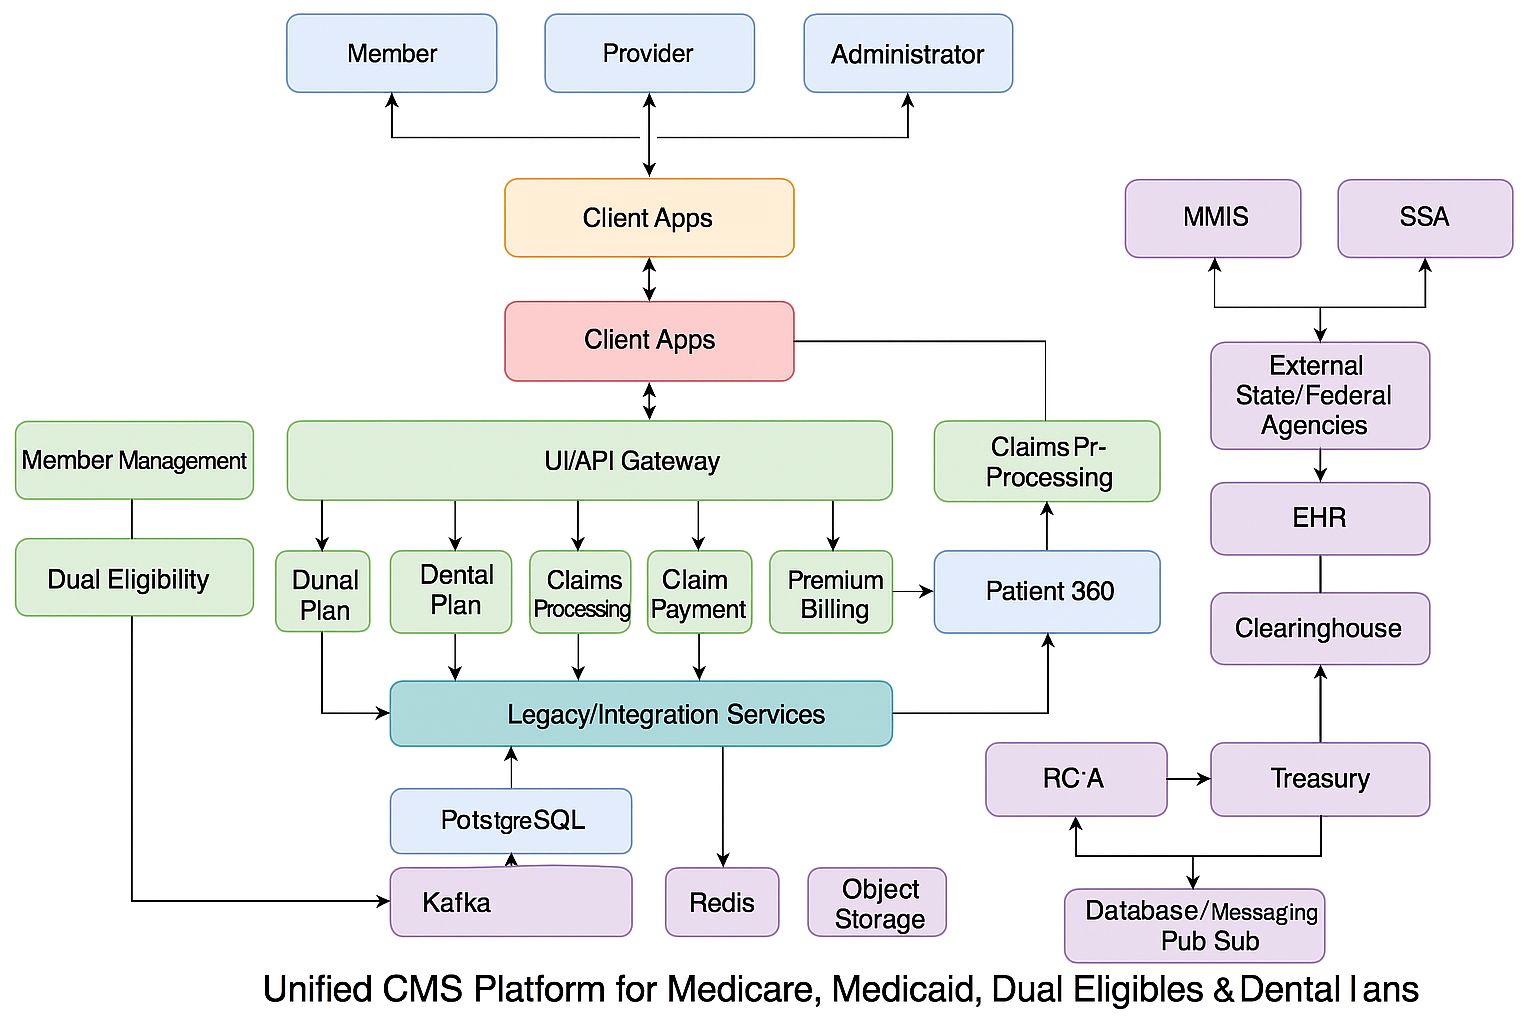 Member
Provider
Administrator
Client Apps
MMIS
SSA
Client Apps
External
State/Federal
Agencies
Member Management
UI/API Gateway
Claims Pr-
Processing
EHR
Dual Eligibility
Dunal
Plan
Dental
Plan
Claims
Processing
Claim
Payment
Premium
Billing
Patient 360
Clearinghouse
Legacy/Integration Services
RC·A
Treasury
PotstgreSQL
Kafka
Redis
Object
Storage
Database/Messaging
Pub Sub
Unified CMS Platform for Medicare, Medicaid, Dual Eligibles & Dental l ans